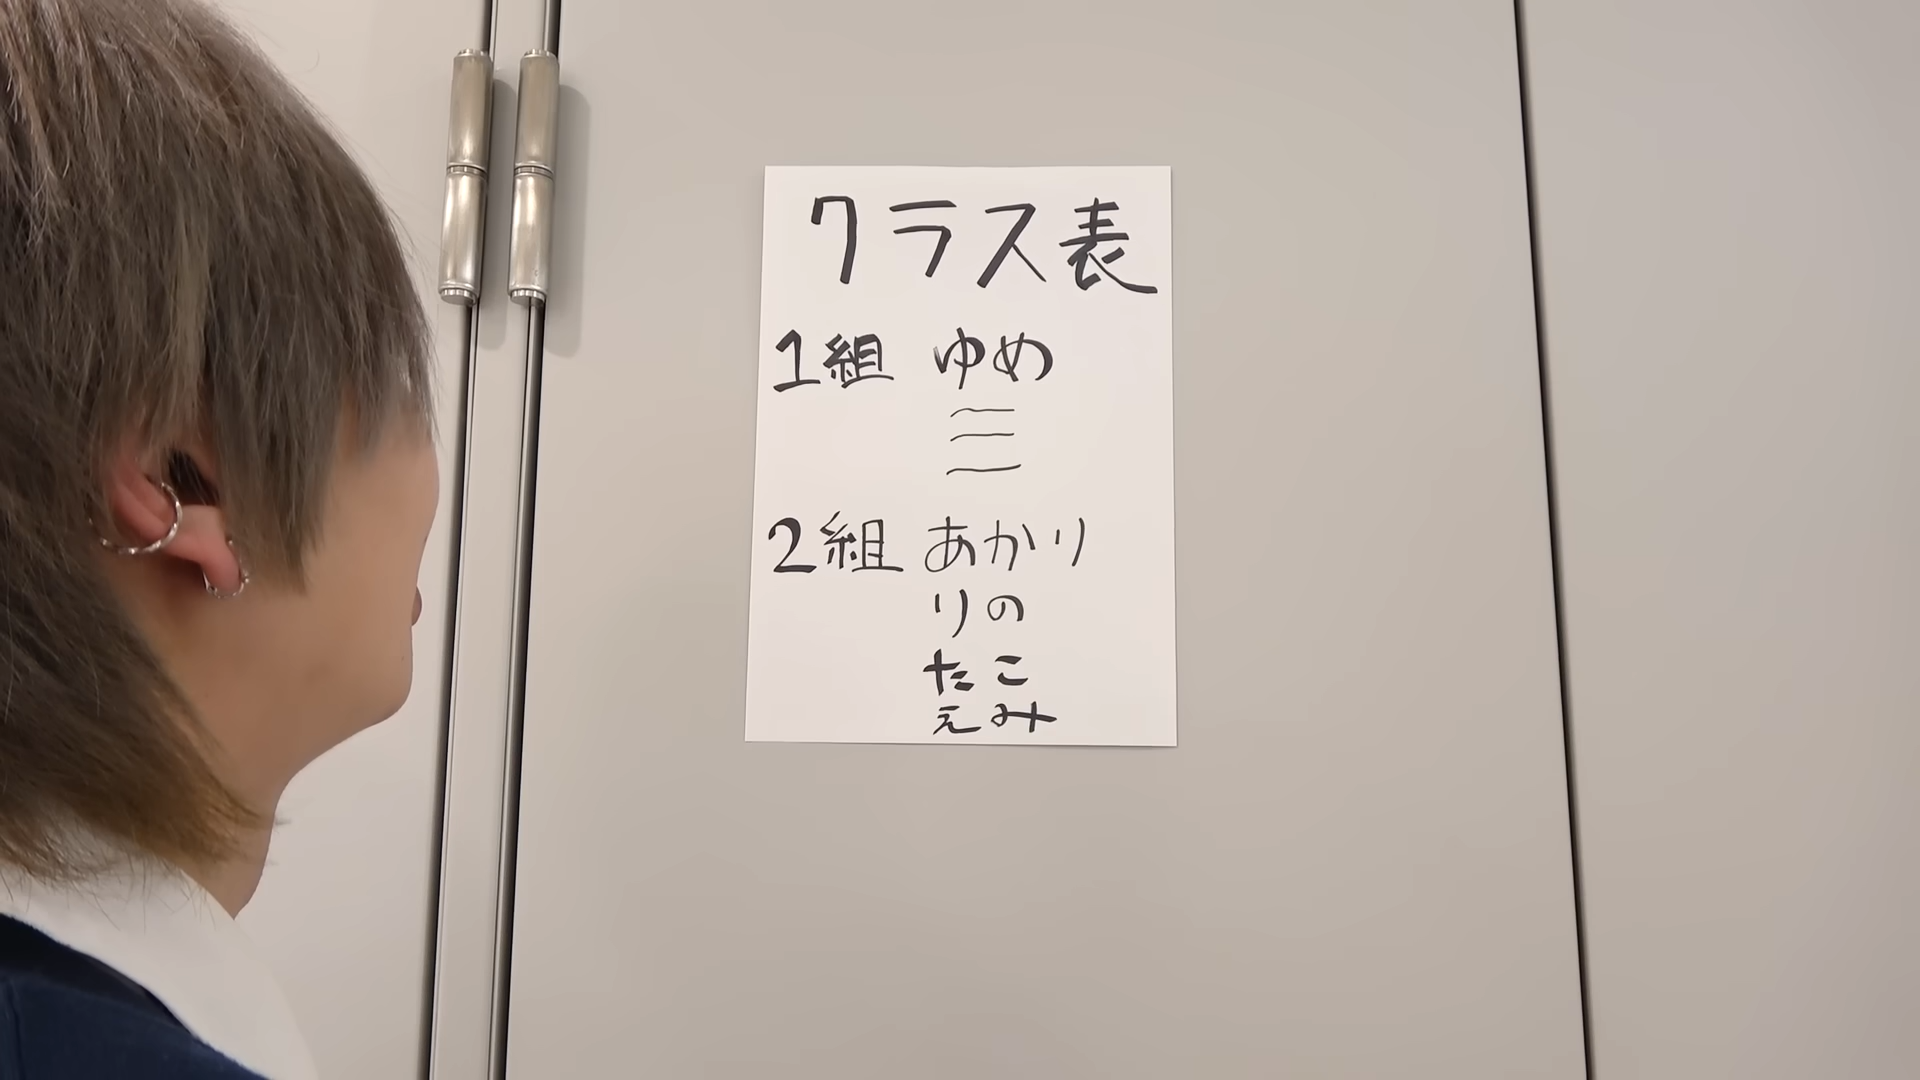 クラス表
1組 ゆめ
2組 あかり
りの
たこ
えみ